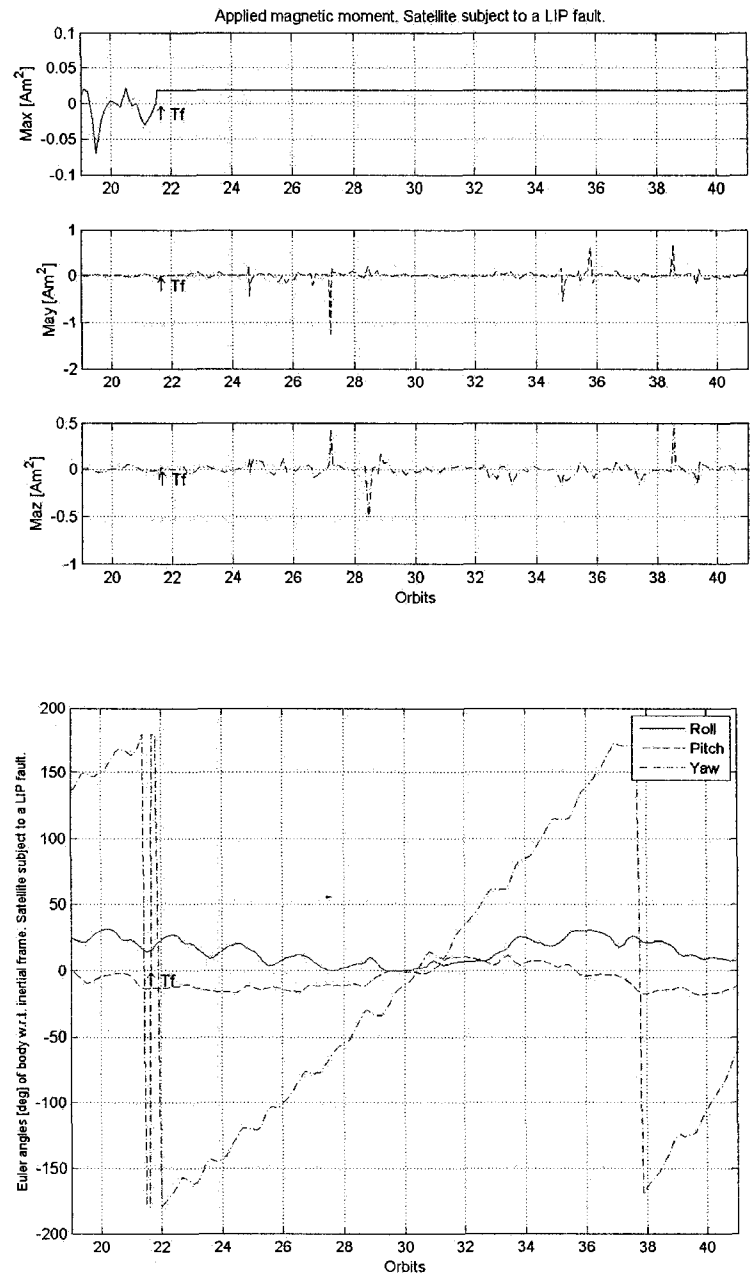 Applied magnetic moment. Satellite subject to a LIP fault.
Max [Am²]
0.1
0.05
0
-0.05
-0.1
↑ Tf
20 22 24 26 28 30 32 34 36 38 40
May [Am²]
1
0
-1
-2
↑ Tf
20 22 24 26 28 30 32 34 36 38 40
Maz [Am²]
0.5
0
-0.5
-1
↑ Tf
20 22 24 26 28 30 32 34 36 38 40
Orbits
Euler angles [deg] of body w.r.t. inertial frame. Satellite subject to a LIP fault.
200
150
100
50
0
-50
-100
-150
-200
Roll
Pitch
Yaw
↑ Tf
20 22 24 26 28 30 32 34 36 38 40
Orbits